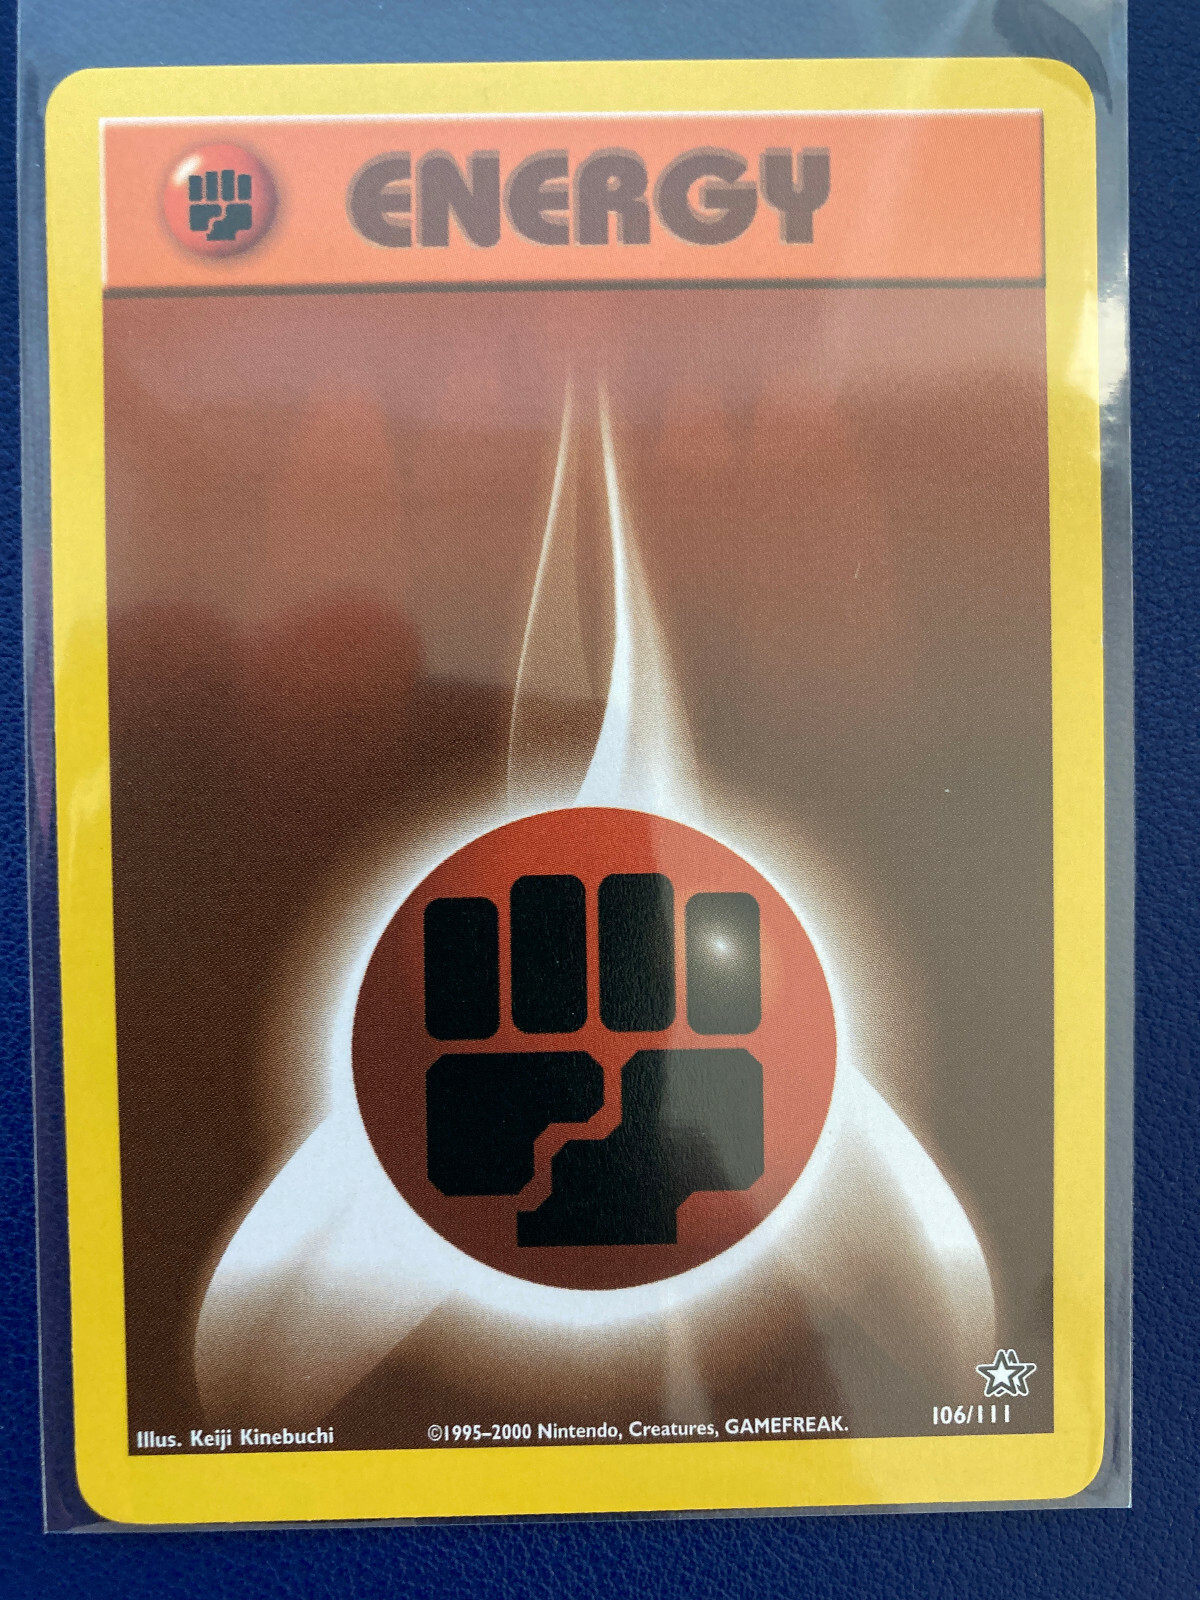 ENERGY
106/111
Illus. Keiji Kinebuchi
©1995–2000 Nintendo, Creatures, GAMEFREAK.